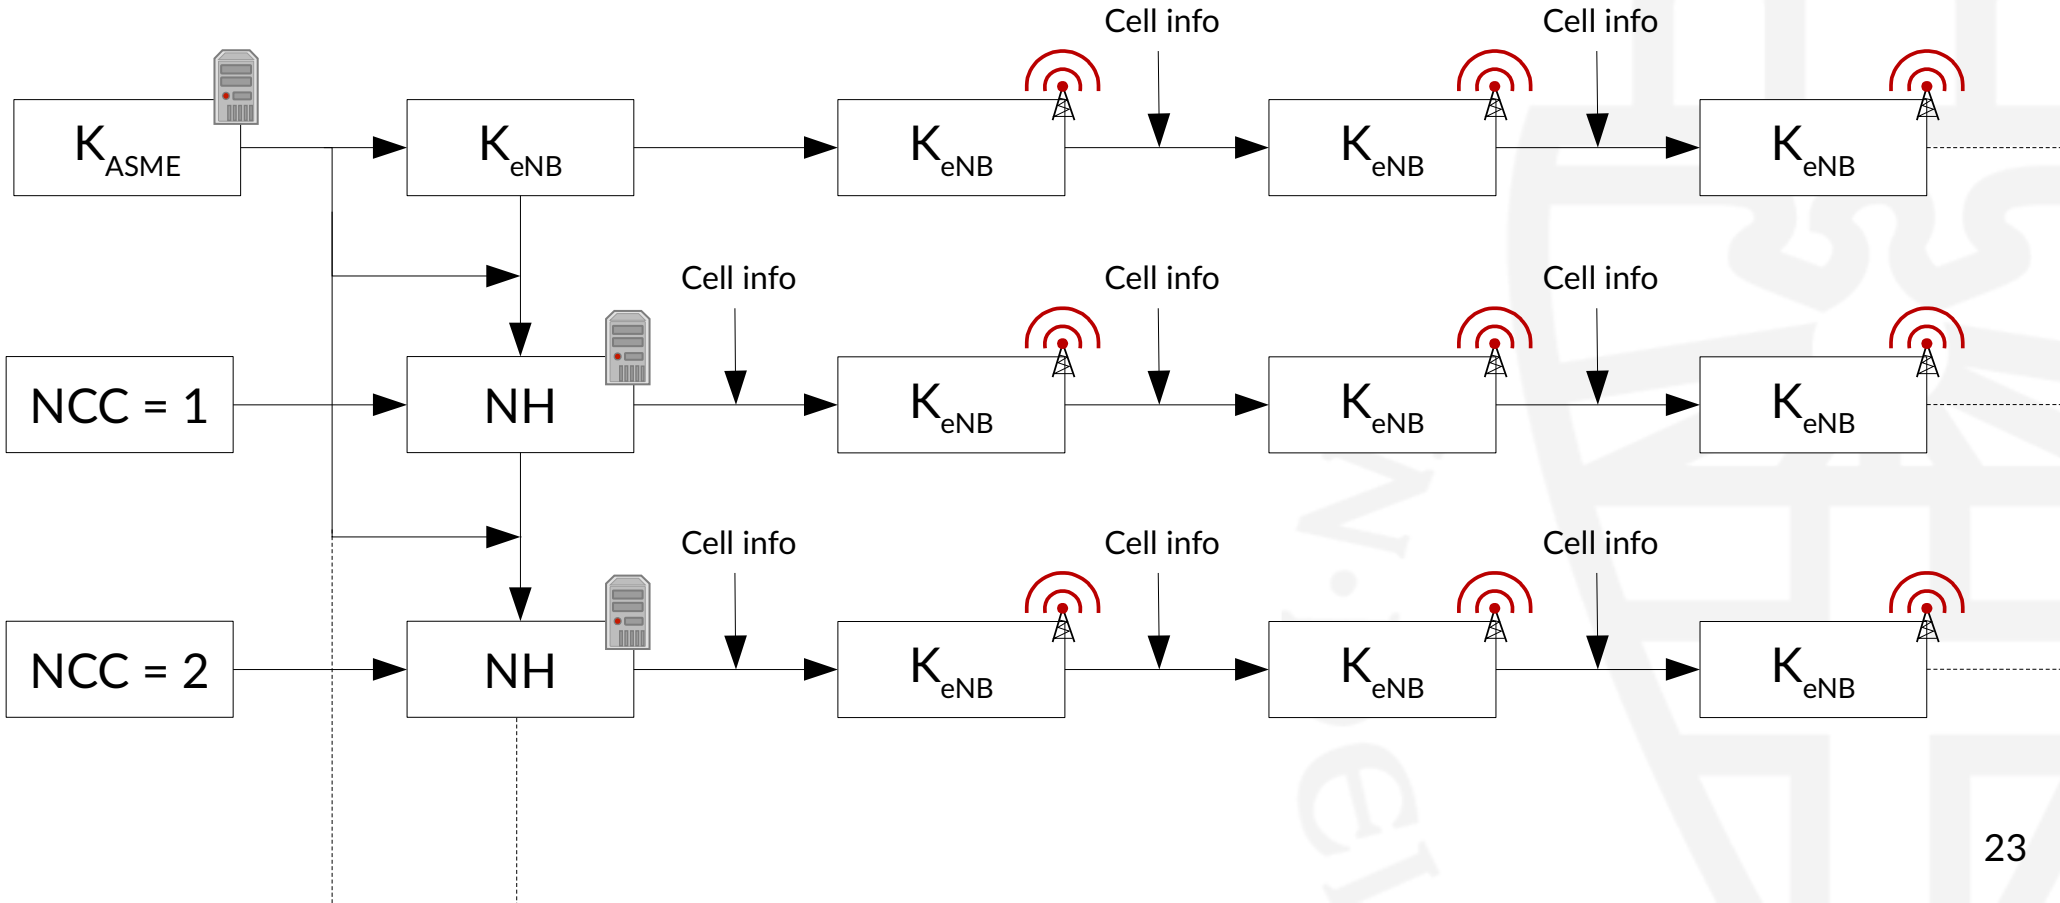 Cell info Cell info
K_ASME K_eNB K_eNB K_eNB K_eNB
Cell info Cell info Cell info
NCC = 1 NH K_eNB K_eNB K_eNB
Cell info Cell info Cell info
NCC = 2 NH K_eNB K_eNB K_eNB
23